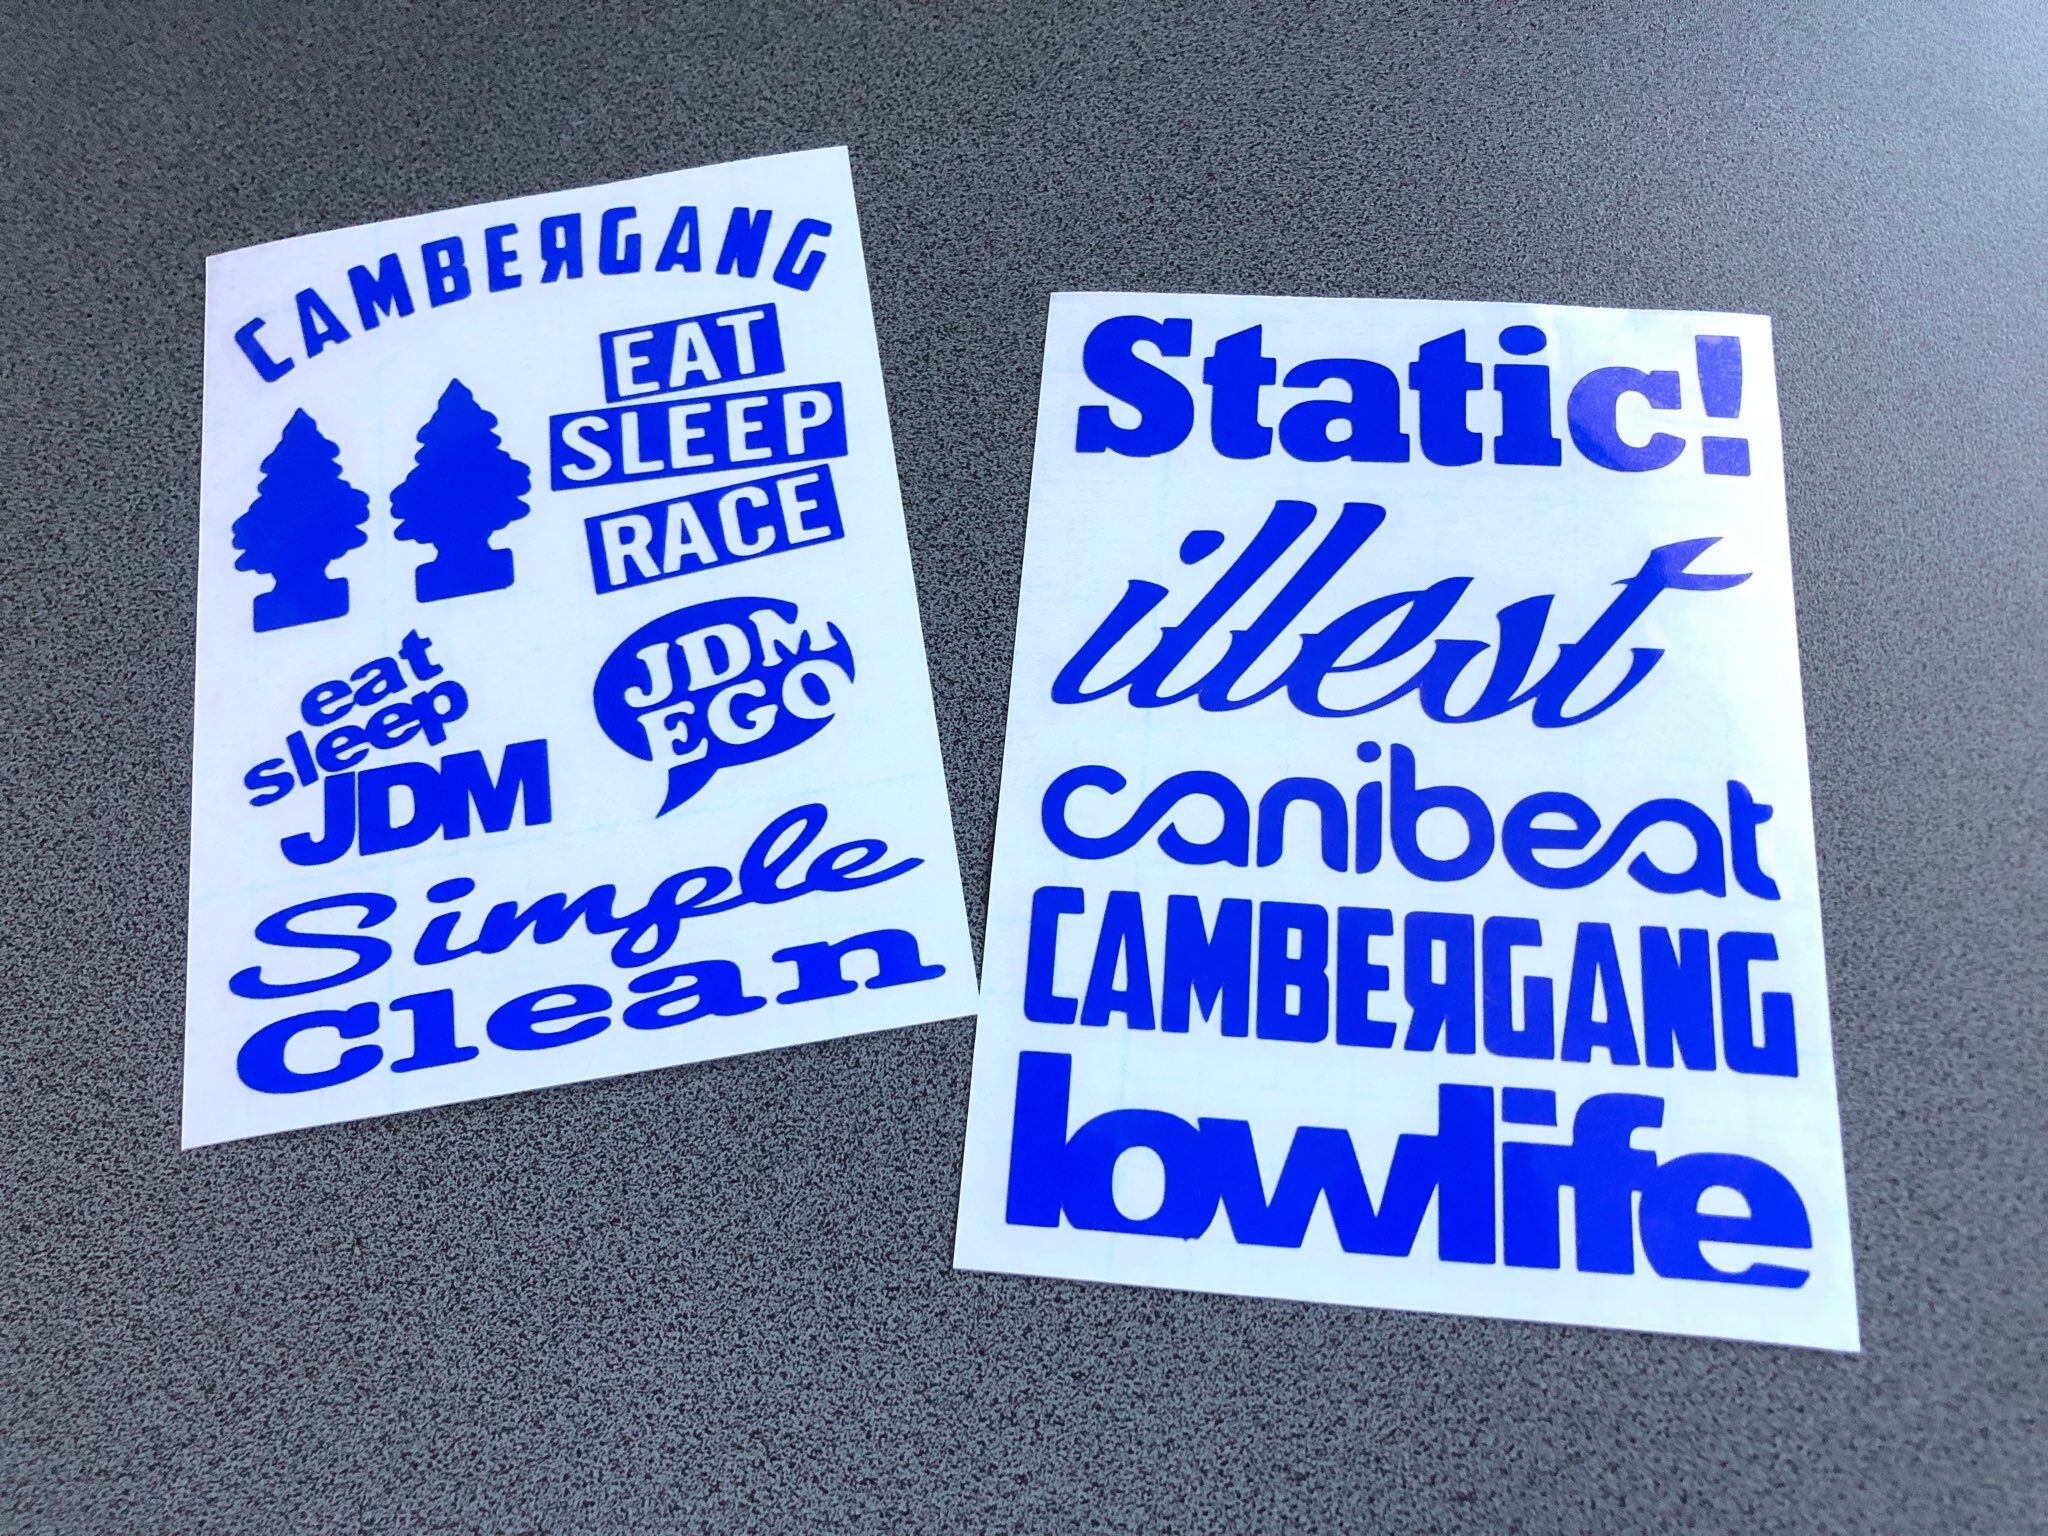 CAMBERGANG
EAT
SLEEP
RACE
eat
sleep
JDM
JDM
EGO
Simple
clean
Static!
illest
canibeat
CAMBERGANG
lowlife